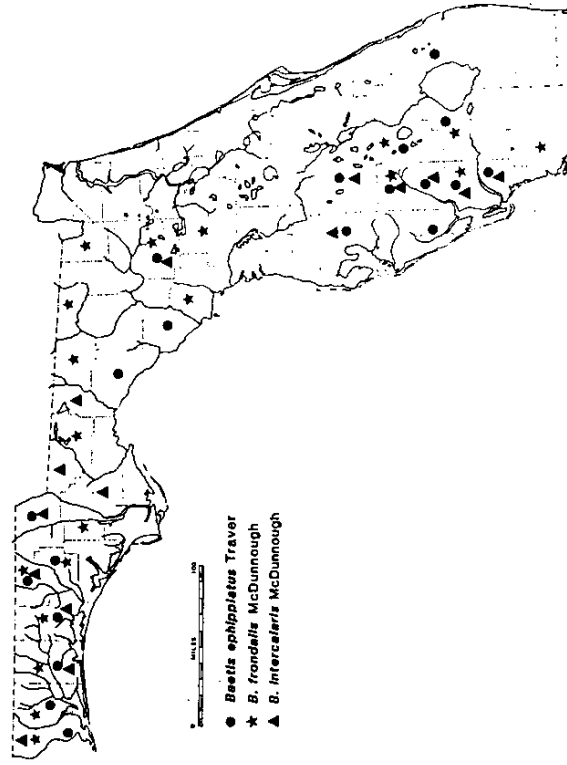 0 100
MILES
● Baetis ephippiatus Traver
★ B. frondalis McDunnough
▲ B. intercalaris McDunnough